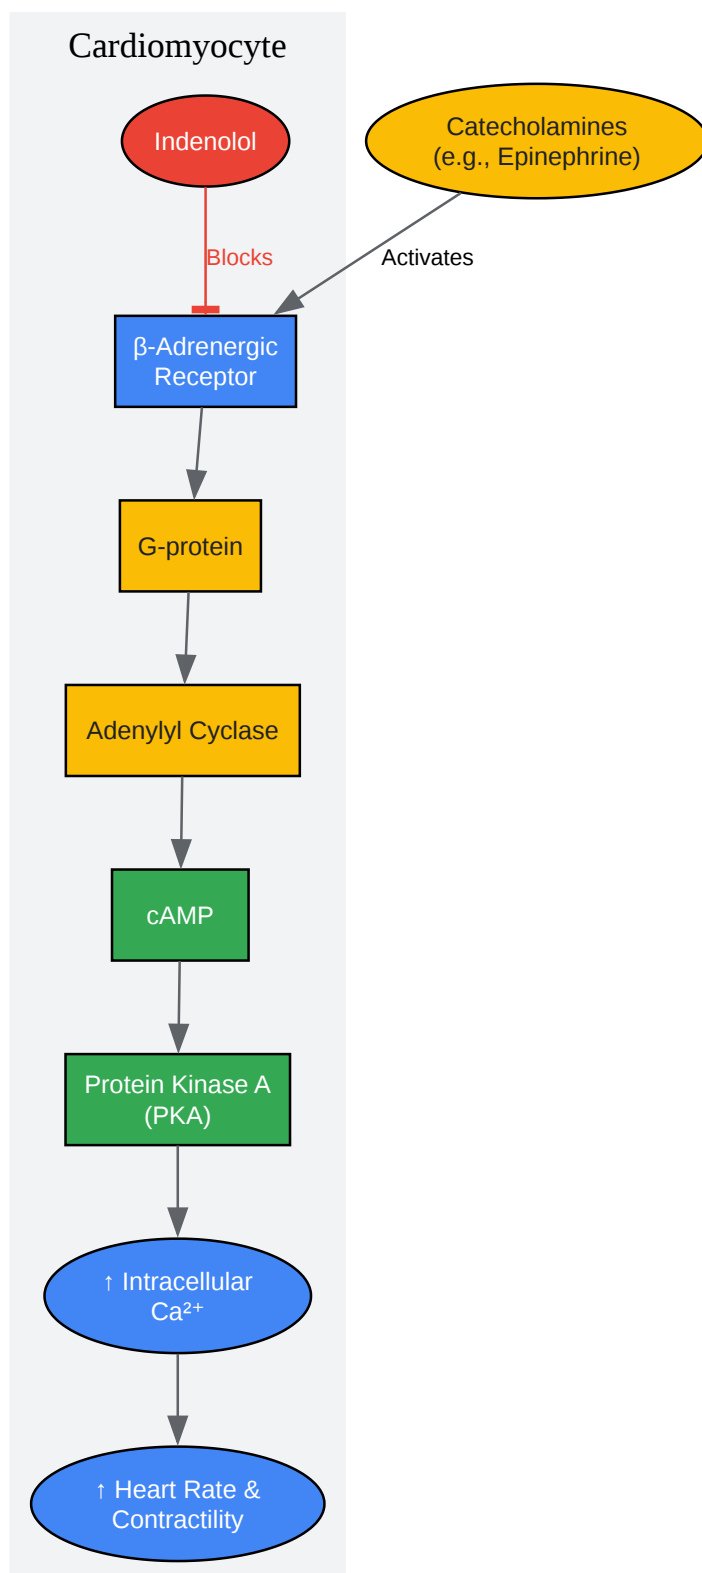 Cardiomyocyte
Indenolol
Catecholamines
(e.g., Epinephrine)
Blocks
Activates
β-Adrenergic
Receptor
G-protein
Adenylyl Cyclase
cAMP
Protein Kinase A
(PKA)
↑ Intracellular
Ca²⁺
↑ Heart Rate &
Contractility